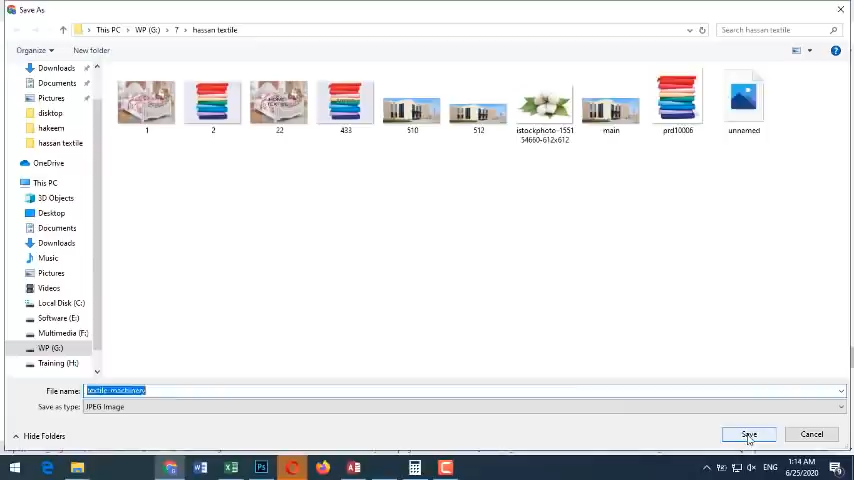 Save As
This PC > WP (G:) > 7 > hassan textile
Search hassan textile
Organize
New folder
Downloads
Documents
Pictures
disktop
hakeem
hassan textile
OneDrive
This PC
3D Objects
Desktop
Documents
Downloads
Music
Pictures
Videos
Local Disk (C:)
Software (E:)
Multimedia (F:)
WP (G:)
Training (H:)
1
2
22
433
510
512
istockphoto-1551
54660-612x612
main
prd10006
unnamed
File name: textile-machinery
Save as type: JPEG Image
Hide Folders
Save
Cancel
ENG
1:14 AM
6/25/2020